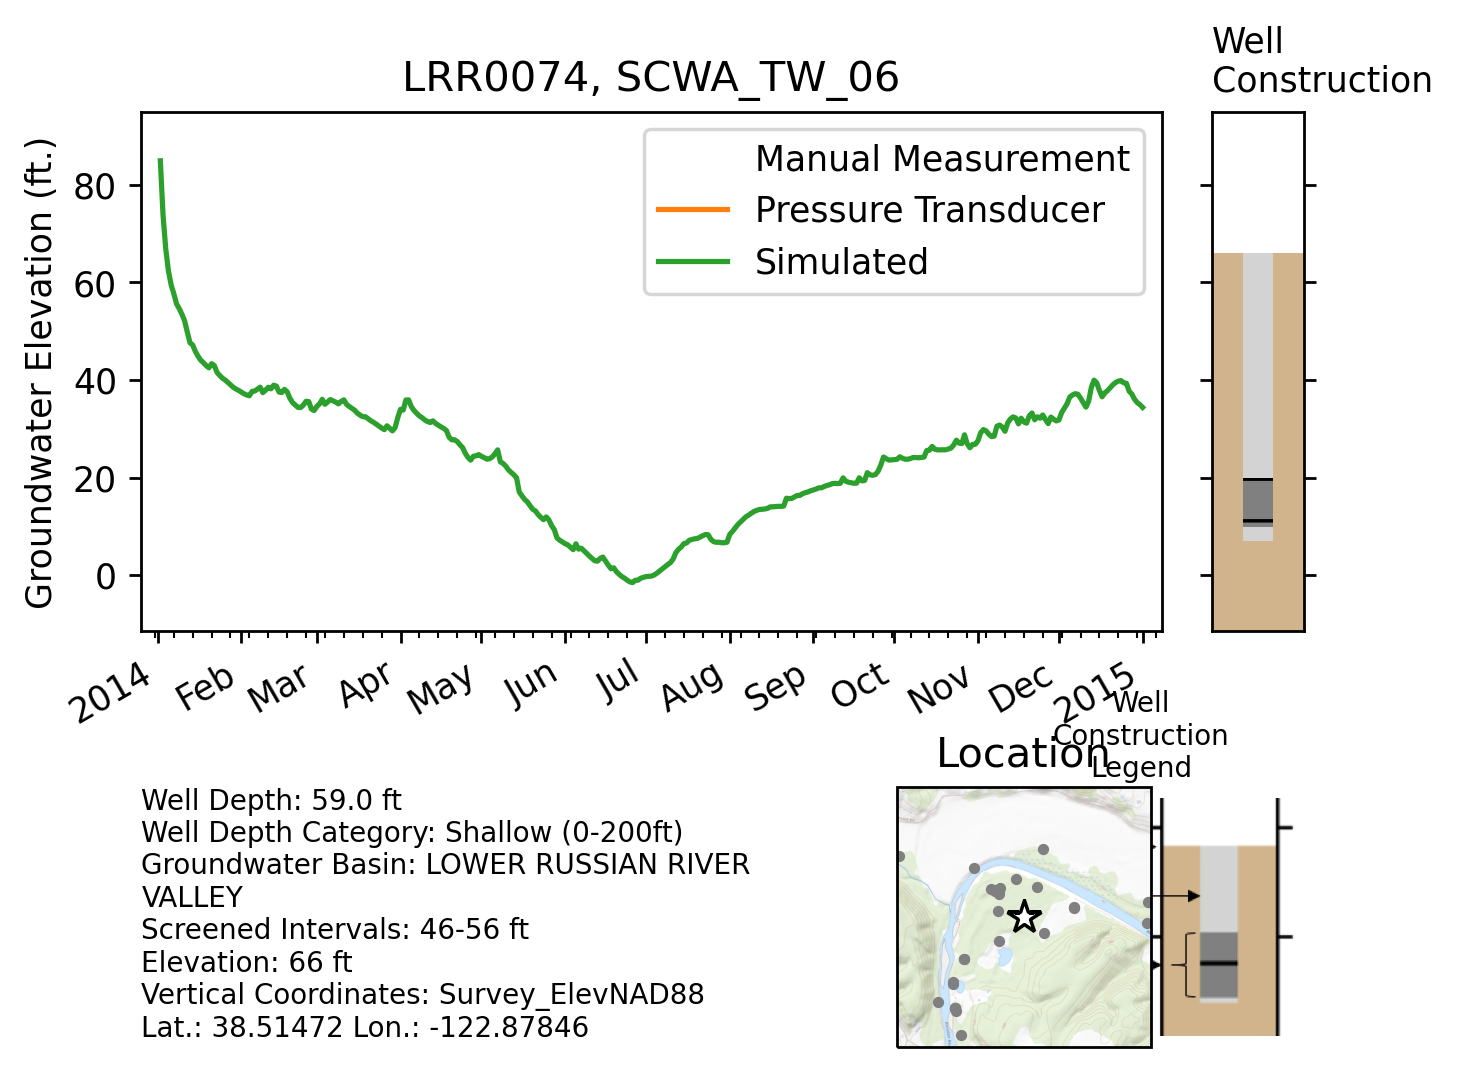 Well
Construction
LRR0074, SCWA_TW_06
Groundwater Elevation (ft.)
80
60
40
20
0
Manual Measurement
Pressure Transducer
Simulated
2014
Feb
Mar
Apr
May
Jun
Jul
Aug
Sep
Oct
Nov
Dec
2015
Well
Construction
Legend
Location
Well Depth: 59.0 ft
Well Depth Category: Shallow (0-200ft)
Groundwater Basin: LOWER RUSSIAN RIVER
VALLEY
Screened Intervals: 46-56 ft
Elevation: 66 ft
Vertical Coordinates: Survey_ElevNAD88
Lat.: 38.51472 Lon.: -122.87846